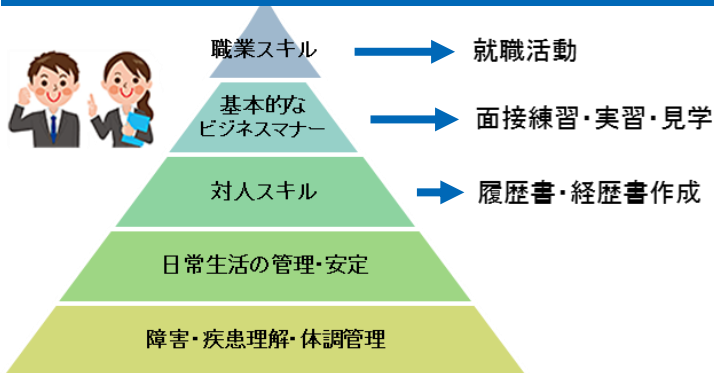 職業スキル
就職活動
基本的な
ビジネスマナー
面接練習・実習・見学
対人スキル
履歴書・経歴書作成
日常生活の管理・安定
障害・疾患理解・体調管理